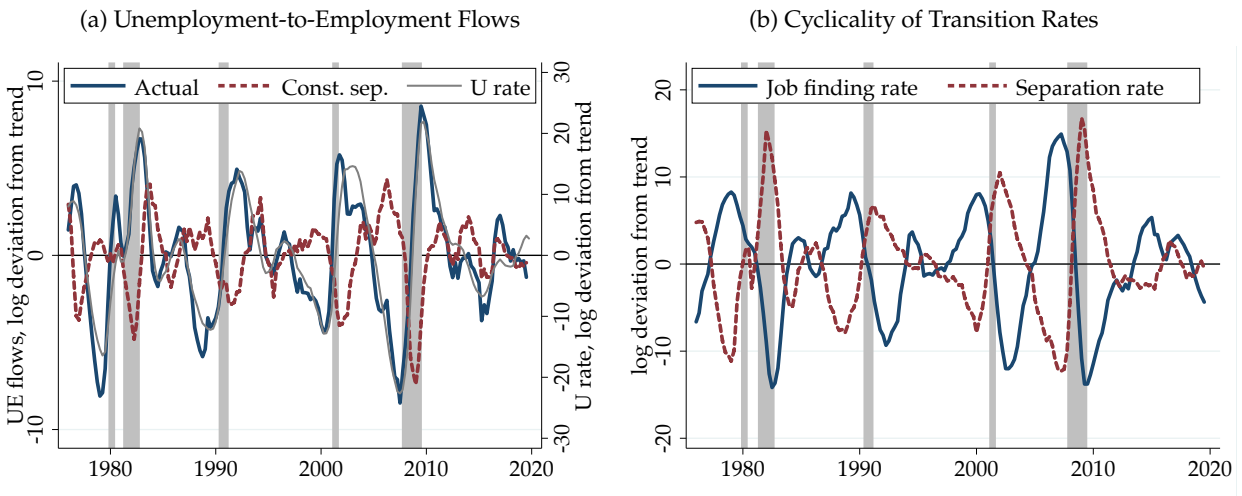 (a) Unemployment-to-Employment Flows
UE flows, log deviation from trend
U rate, log deviation from trend
Actual
Const. sep.
U rate
10
0
-10
30
20
10
0
-10
-20
-30
1980
1990
2000
2010
2020
(b) Cyclicality of Transition Rates
log deviation from trend
Job finding rate
Separation rate
20
10
0
-10
-20
1980
1990
2000
2010
2020